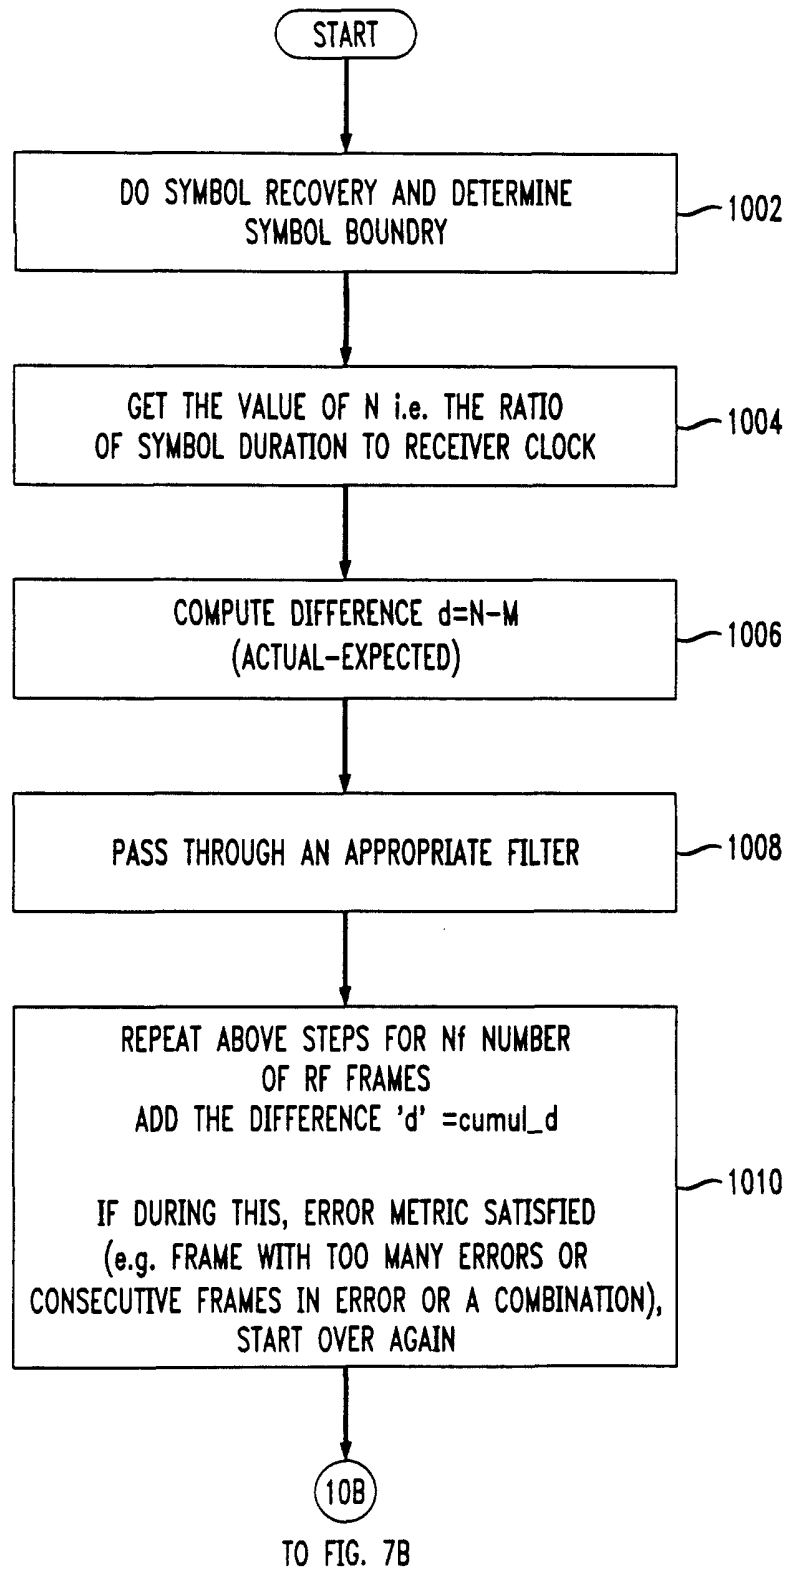 START
DO SYMBOL RECOVERY AND DETERMINE
SYMBOL BOUNDRY
1002
GET THE VALUE OF N i.e. THE RATIO
OF SYMBOL DURATION TO RECEIVER CLOCK
1004
COMPUTE DIFFERENCE d=N-M
(ACTUAL-EXPECTED)
1006
PASS THROUGH AN APPROPRIATE FILTER
1008
REPEAT ABOVE STEPS FOR Nf NUMBER
OF RF FRAMES
ADD THE DIFFERENCE 'd' =cumul_d
IF DURING THIS, ERROR METRIC SATISFIED
(e.g. FRAME WITH TOO MANY ERRORS OR
CONSECUTIVE FRAMES IN ERROR OR A COMBINATION),
START OVER AGAIN
1010
10B
TO FIG. 7B